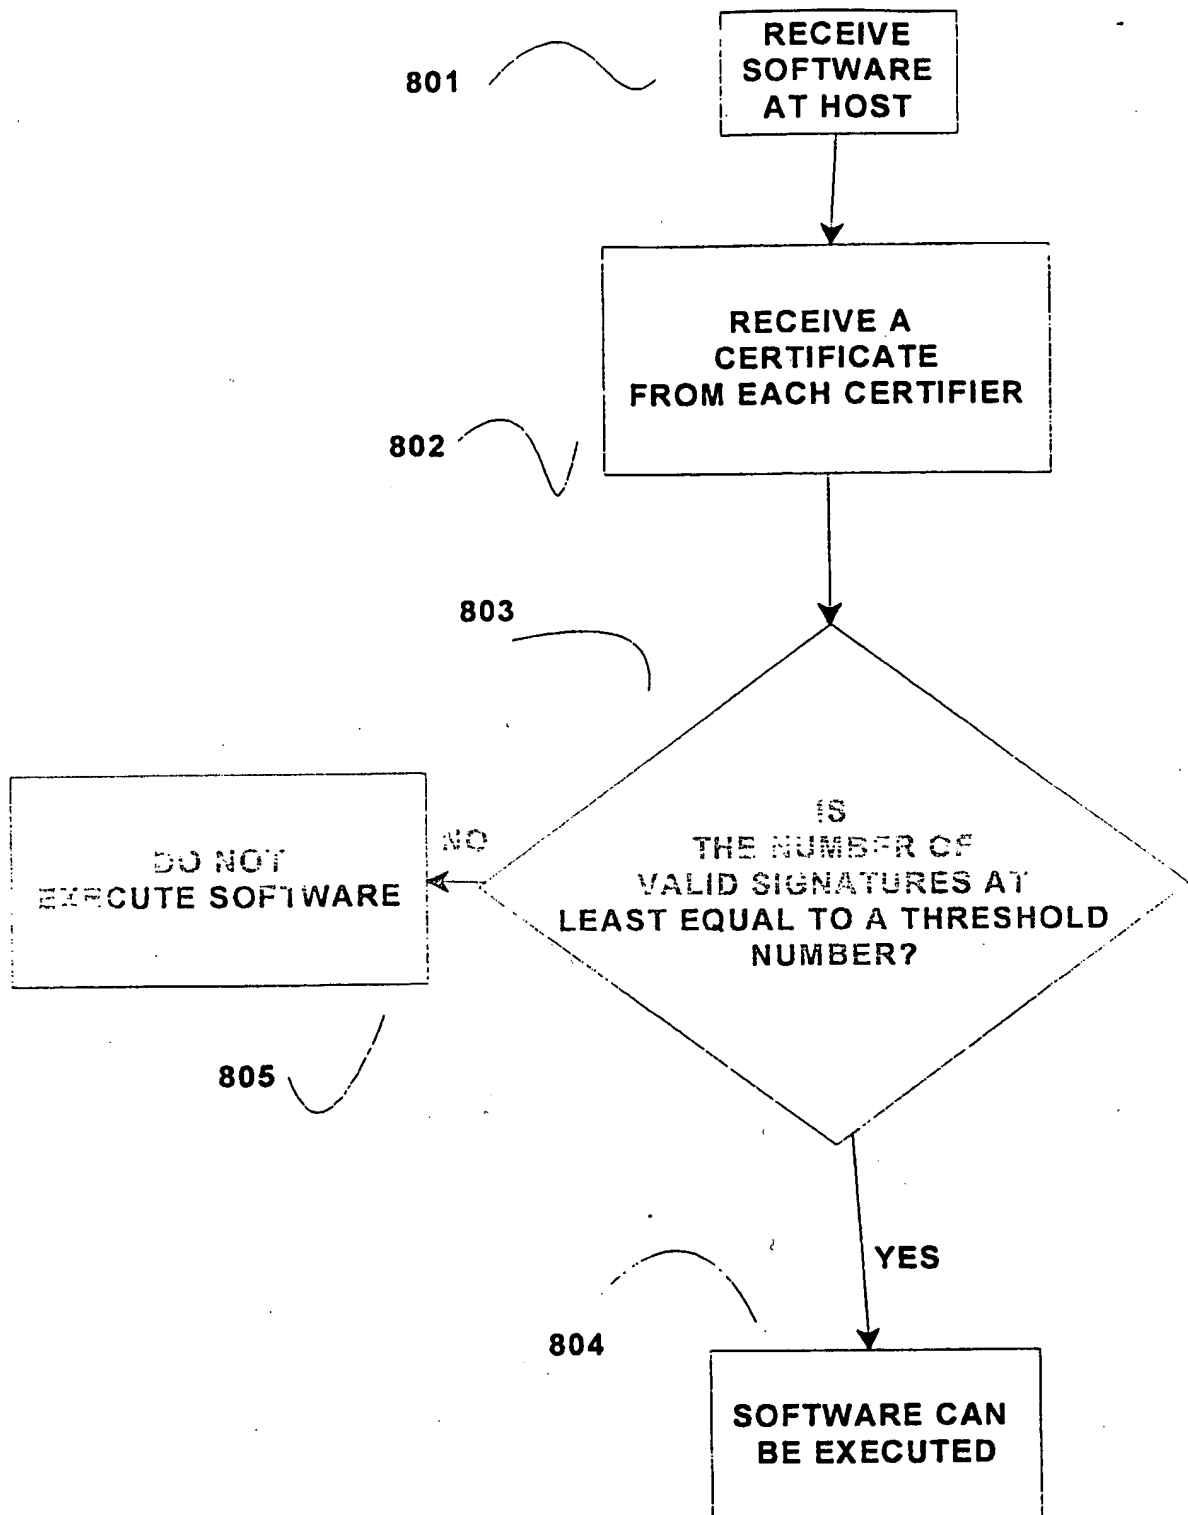 801
RECEIVE
SOFTWARE
AT HOST
RECEIVE A
CERTIFICATE
FROM EACH CERTIFIER
802
803
IS
THE NUMBER OF
VALID SIGNATURES AT
LEAST EQUAL TO A THRESHOLD
NUMBER?
NO
DO NOT
EXECUTE SOFTWARE
805
YES
804
SOFTWARE CAN
BE EXECUTED